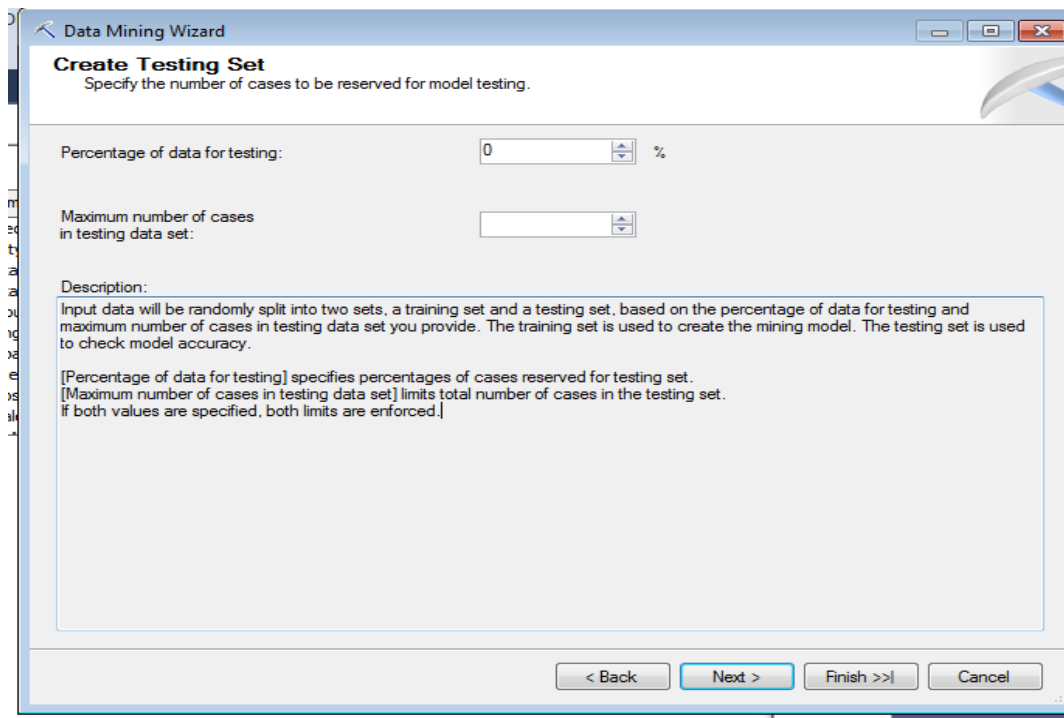 Data Mining Wizard
Create Testing Set
Specify the number of cases to be reserved for model testing.
Percentage of data for testing:
0
%
Maximum number of cases
in testing data set:
Description:
Input data will be randomly split into two sets, a training set and a testing set, based on the percentage of data for testing and
maximum number of cases in testing data set you provide. The training set is used to create the mining model. The testing set is used
to check model accuracy.
[Percentage of data for testing] specifies percentages of cases reserved for testing set.
[Maximum number of cases in testing data set] limits total number of cases in the testing set.
If both values are specified, both limits are enforced.
< Back
Next >
Finish >>|
Cancel